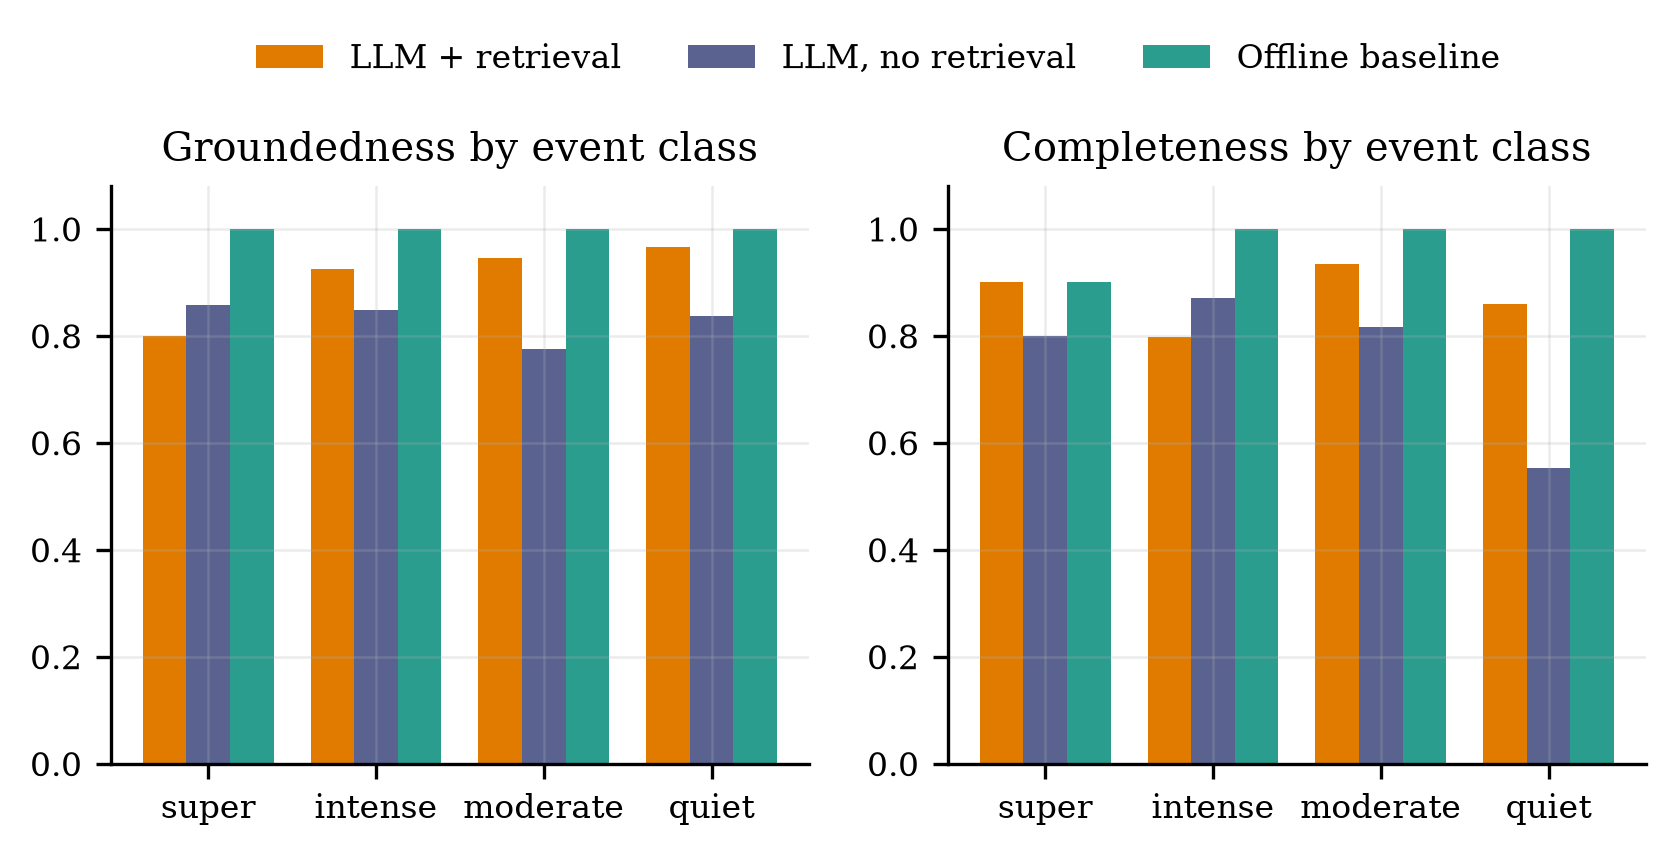 LLM + retrieval LLM, no retrieval Offline baseline
Groundedness by event class
1.0
0.8
0.6
0.4
0.2
0.0
super intense moderate quiet
Completeness by event class
1.0
0.8
0.6
0.4
0.2
0.0
super intense moderate quiet